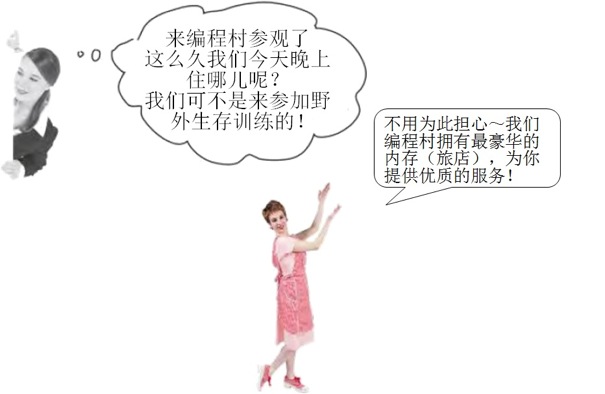 来编程村参观了
这么久我们今天晚上
住哪儿呢?
我们可不是来参加野
外生存训练的!
不用为此担心～我们
编程村拥有最豪华的
内存（旅店），为你
提供优质的服务!